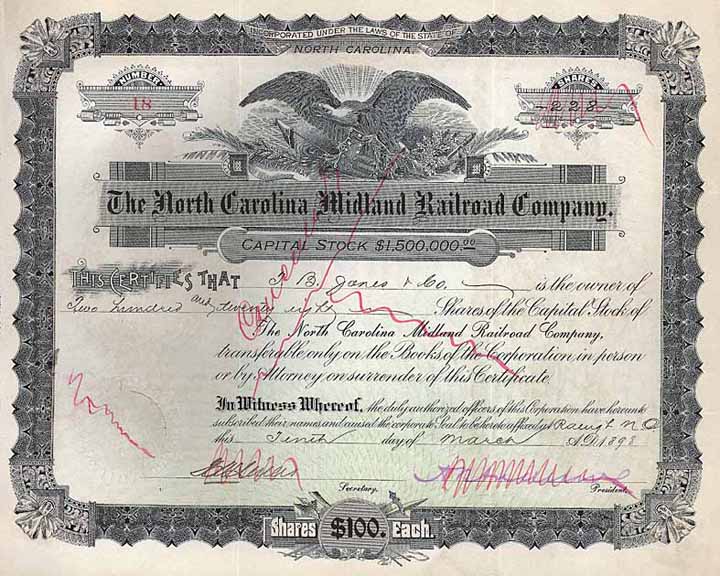 INCORPORATED UNDER THE LAWS OF THE STATE OF
NORTH CAROLINA.
NUMBER
18
SHARES
-228-
The North Carolina Midland Railroad Company.
CAPITAL STOCK $1,500,000.00
THIS CERTIFIES THAT T. B. Jones & Co. is the owner of
Two hundred and twenty eight Shares of the Capital Stock of
The North Carolina Midland Railroad Company,
transferable only on the Books of the Corporation in person
or by Attorney on surrender of this Certificate.
In Witness Whereof, the duly authorized officers of this Corporation have hereunto
subscribed their names and caused the corporate Seal to be hereto affixed at Raleigh N.C.
this Tenth day of March A.D. 1898
Secretary.
President.
Shares $100. Each.